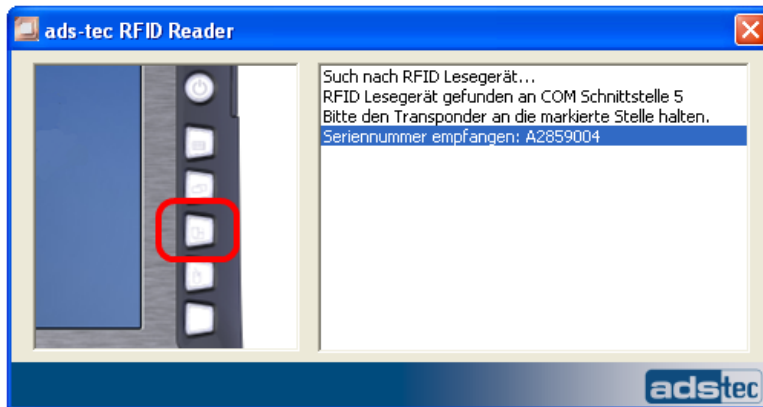 ads-tec RFID Reader
Such nach RFID Lesegerät...
RFID Lesegerät gefunden an COM Schnittstelle 5
Bitte den Transponder an die markierte Stelle halten.
Seriennummer empfangen: A2859004
adstec